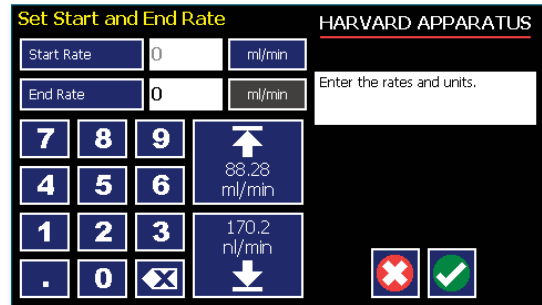 Set Start and End Rate
HARVARD APPARATUS
Start Rate 0 ml/min
End Rate 0 ml/min
Enter the rates and units.
7 8 9
88.28
ml/min
4 5 6
1 2 3
170.2
nl/min
. 0